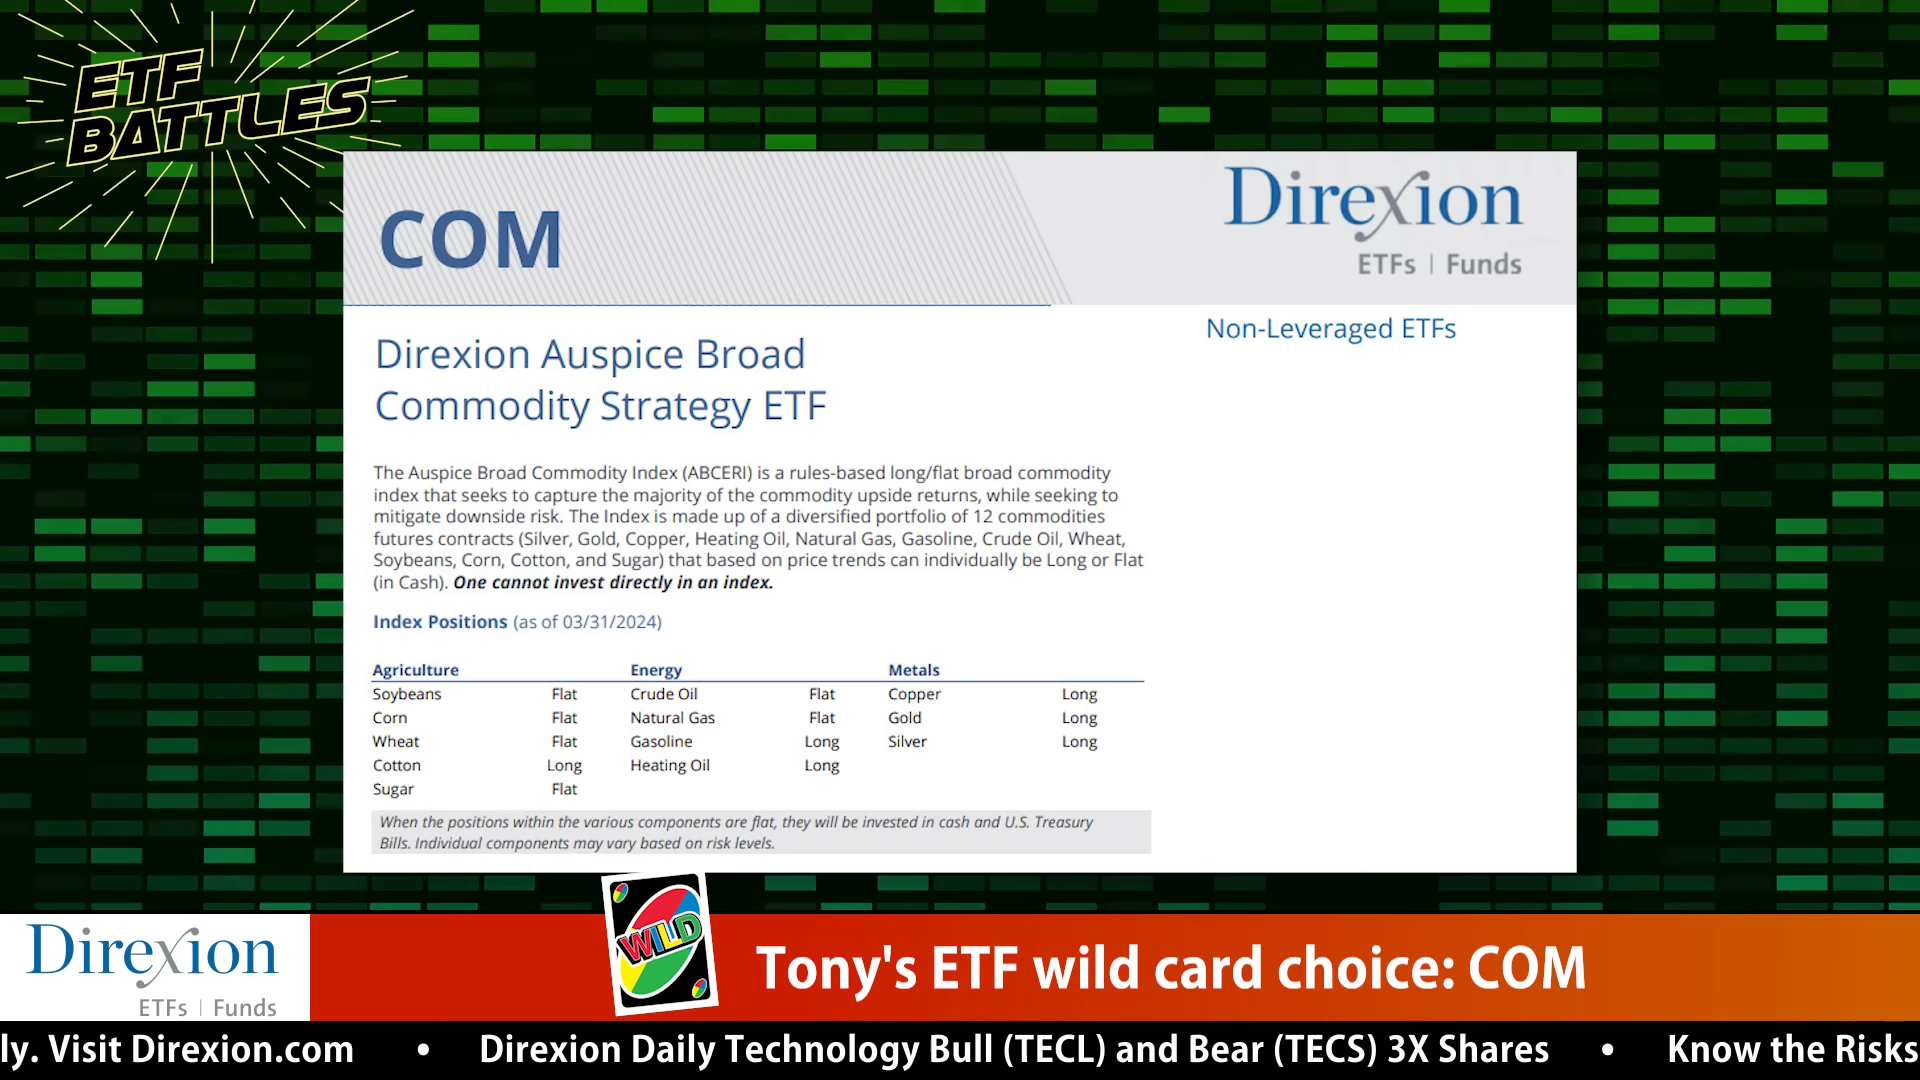 ETF
BATTLES
COM
Direxion
ETFs | Funds
Non-Leveraged ETFs
Direxion Auspice Broad
Commodity Strategy ETF
The Auspice Broad Commodity Index (ABCERI) is a rules-based long/flat broad commodity
index that seeks to capture the majority of the commodity upside returns, while seeking to
mitigate downside risk. The Index is made up of a diversified portfolio of 12 commodities
futures contracts (Silver, Gold, Copper, Heating Oil, Natural Gas, Gasoline, Crude Oil, Wheat,
Soybeans, Corn, Cotton, and Sugar) that based on price trends can individually be Long or Flat
(in Cash). One cannot invest directly in an index.
Index Positions (as of 03/31/2024)
Agriculture Energy Metals
Soybeans Flat Crude Oil Flat Copper Long
Corn Flat Natural Gas Flat Gold Long
Wheat Flat Gasoline Long Silver Long
Cotton Long Heating Oil Long
Sugar Flat
When the positions within the various components are flat, they will be invested in cash and U.S. Treasury
Bills. Individual components may vary based on risk levels.
Direxion
ETFs | Funds
WILD
Tony's ETF wild card choice: COM
ly. Visit Direxion.com • Direxion Daily Technology Bull (TECL) and Bear (TECS) 3X Shares • Know the Risks